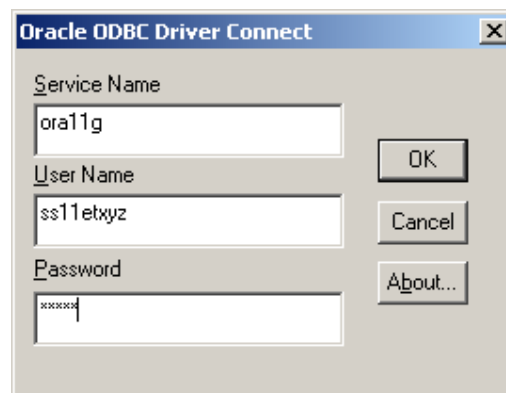 Oracle ODBC Driver Connect
Service Name
ora11g
User Name
ss11etxyz
Password
*****
OK
Cancel
About...